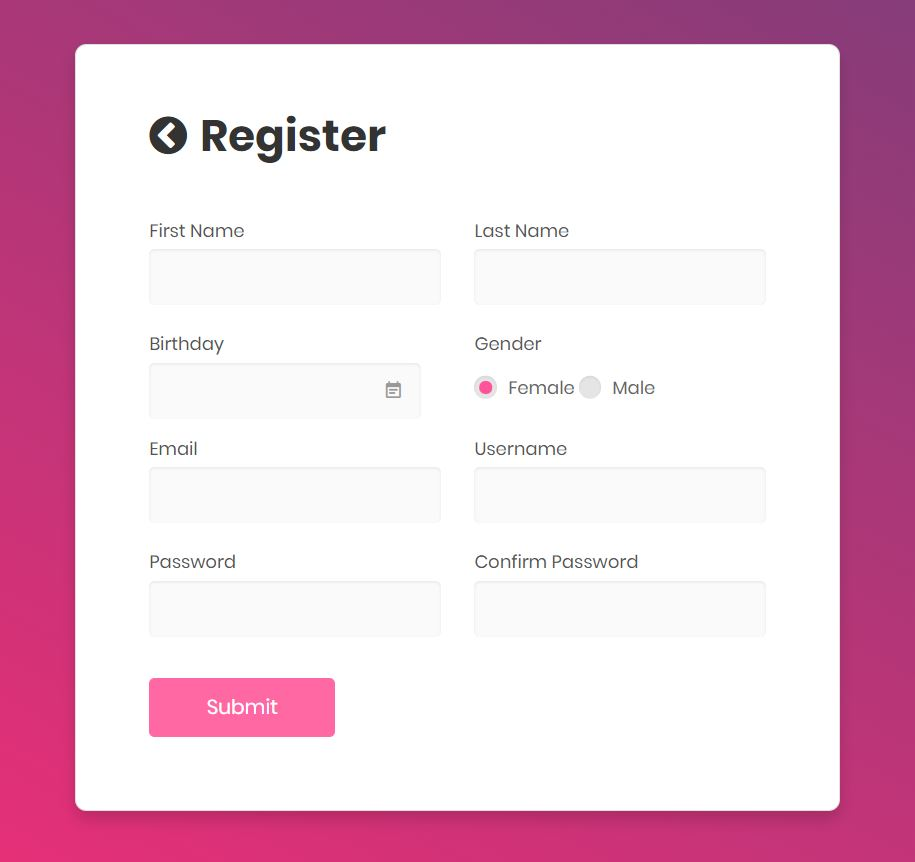 Register
First Name
Last Name
Birthday
Gender
Female
Male
Email
Username
Password
Confirm Password
Submit